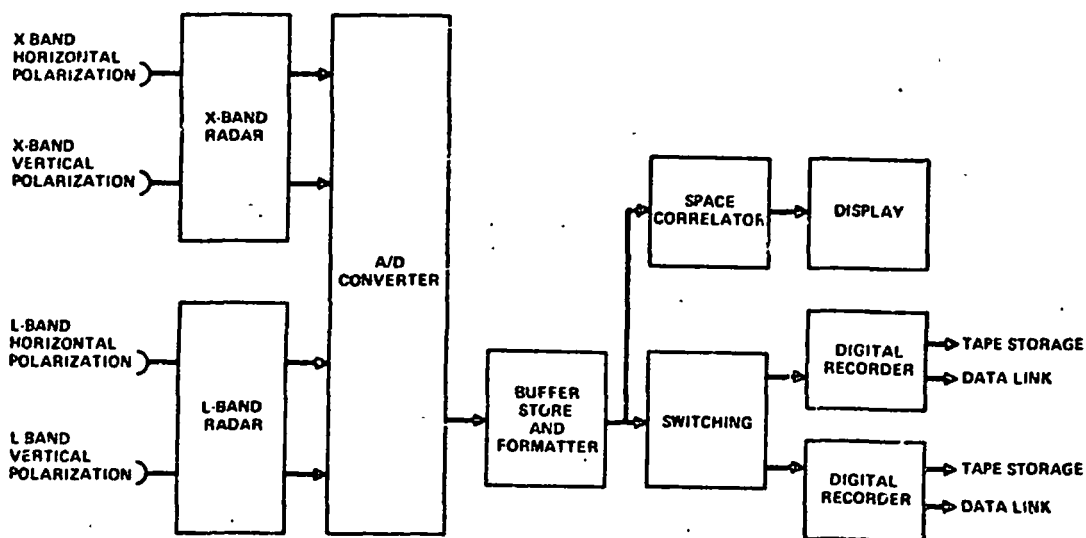 X BAND
HORIZONTAL
POLARIZATION
X-BAND
VERTICAL
POLARIZATION
X-BAND
RADAR
L-BAND
HORIZONTAL
POLARIZATION
L BAND
VERTICAL
POLARIZATION
L-BAND
RADAR
A/D
CONVERTER
BUFFER
STORE
AND
FORMATTER
SPACE
CORRELATOR
DISPLAY
SWITCHING
DIGITAL
RECORDER
TAPE STORAGE
DATA LINK
DIGITAL
RECORDER
TAPE STORAGE
DATA LINK